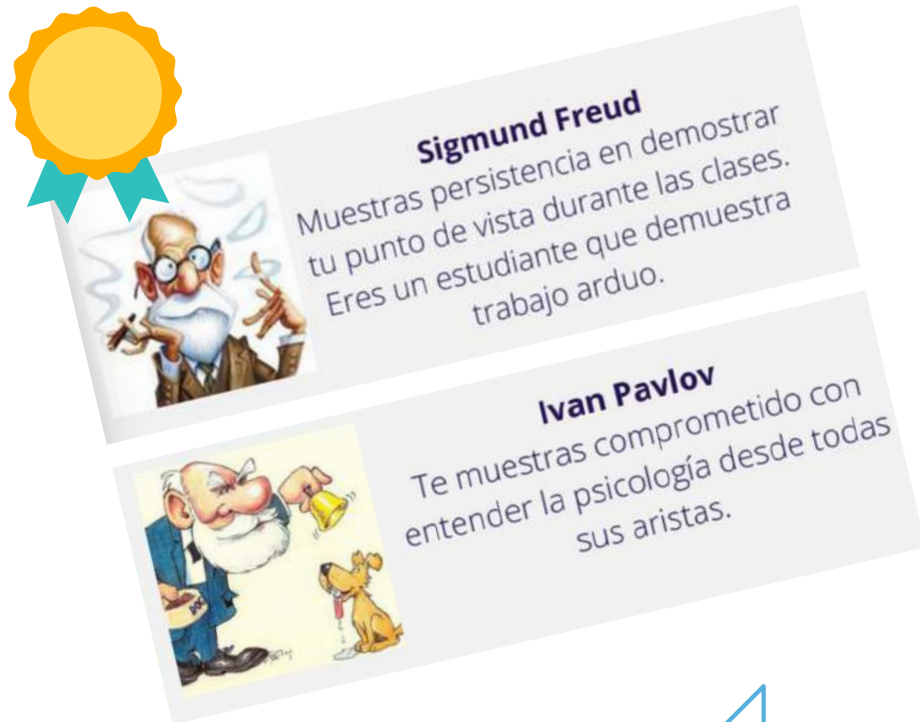 Sigmund Freud
Muestras persistencia en demostrar
tu punto de vista durante las clases.
Eres un estudiante que demuestra
trabajo arduo.
Ivan Pavlov
Te muestras comprometido con
entender la psicología desde todas
sus aristas.
DOG